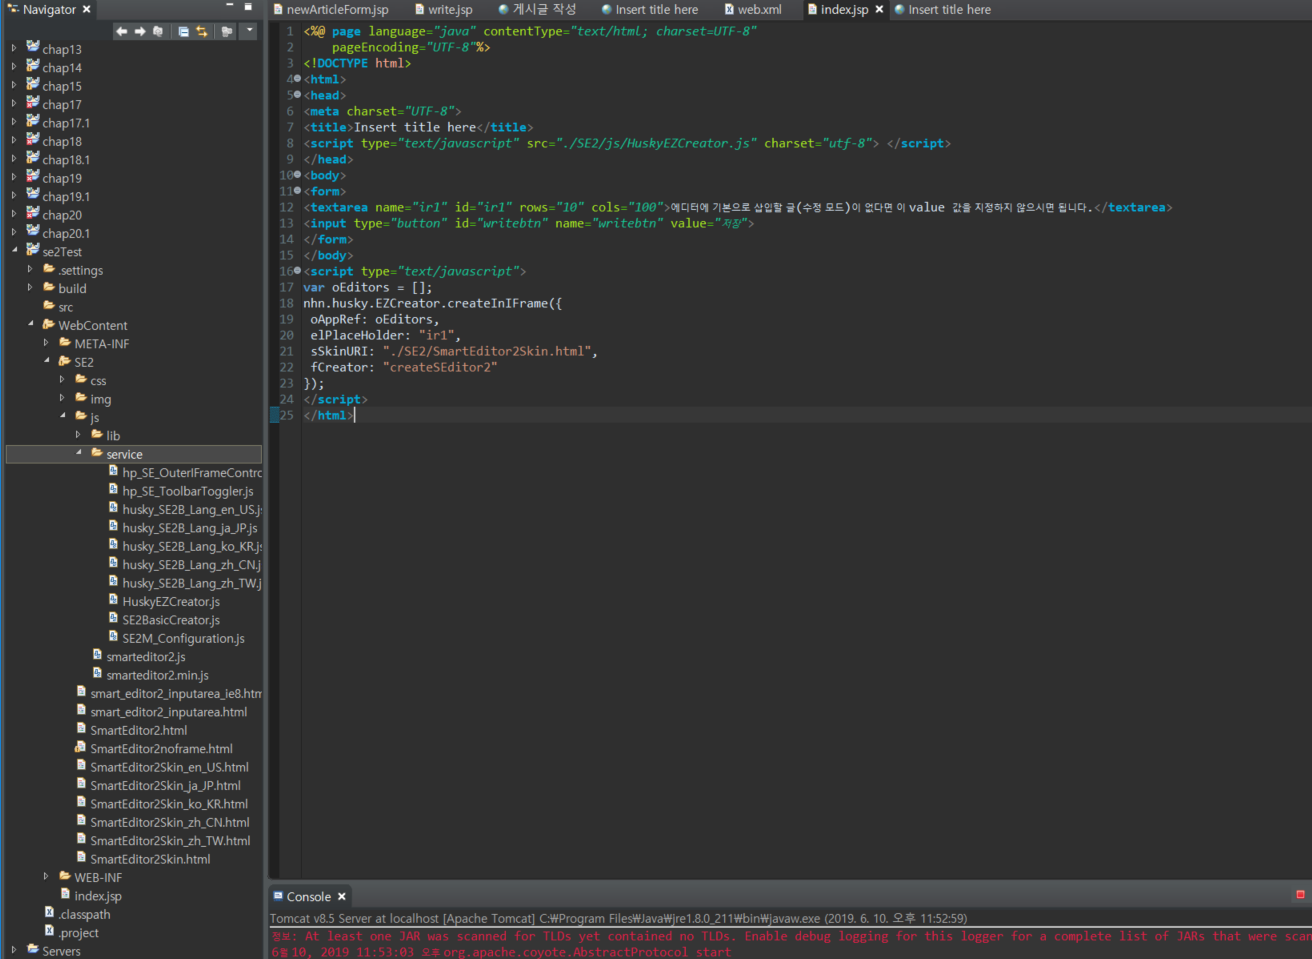 Navigator
chap13
chap14
chap15
chap17
chap17.1
chap18
chap18.1
chap19
chap19.1
chap20
chap20.1
se2Test
.settings
build
src
WebContent
META-INF
SE2
css
img
js
lib
service
hp_SE_OuterIFrameContro
hp_SE_ToolbarToggler.js
husky_SE2B_Lang_en_US.js
husky_SE2B_Lang_ja_JP.js
husky_SE2B_Lang_ko_KR.js
husky_SE2B_Lang_zh_CN.j
husky_SE2B_Lang_zh_TW.j
HuskyEZCreator.js
SE2BasicCreator.js
SE2M_Configuration.js
smarteditor2.js
smarteditor2.min.js
smart_editor2_inputarea_ie8.htm
smart_editor2_inputarea.html
SmartEditor2.html
SmartEditor2noframe.html
SmartEditor2Skin_en_US.html
SmartEditor2Skin_ja_JP.html
SmartEditor2Skin_ko_KR.html
SmartEditor2Skin_zh_CN.html
SmartEditor2Skin_zh_TW.html
SmartEditor2Skin.html
WEB-INF
index.jsp
.classpath
.project
Servers
newArticleForm.jsp write.jsp 게시글 작성 Insert title here web.xml index.jsp Insert title here
1 <%@ page language="java" contentType="text/html; charset=UTF-8"
2 pageEncoding="UTF-8"%>
3 <!DOCTYPE html>
4 <html>
5 <head>
6 <meta charset="UTF-8">
7 <title>Insert title here</title>
8 <script type="text/javascript" src="./SE2/js/HuskyEZCreator.js" charset="utf-8"> </script>
9 </head>
10 <body>
11 <form>
12 <textarea name="ir1" id="ir1" rows="10" cols="100">에디터에 기본으로 삽입할 글(수정 모드)이 없다면 이 value 값을 지정하지 않으시면 됩니다.</textarea>
13 <input type="button" id="writebtn" name="writebtn" value="저장">
14 </form>
15 </body>
16 <script type="text/javascript">
17 var oEditors = [];
18 nhn.husky.EZCreator.createInIFrame({
19 oAppRef: oEditors,
20 elPlaceHolder: "ir1",
21 sSkinURI: "./SE2/SmartEditor2Skin.html",
22 fCreator: "createSEditor2"
23 });
24 </script>
25 </html>
Console
Tomcat v8.5 Server at localhost [Apache Tomcat] C:₩Program Files₩Java₩jre1.8.0_211₩bin₩javaw.exe (2019. 6. 10. 오후 11:52:59)
정보: At least one JAR was scanned for TLDs yet contained no TLDs. Enable debug logging for this logger for a complete list of JARs that were scan
6월 10, 2019 11:53:03 오후 org.apache.coyote.AbstractProtocol start